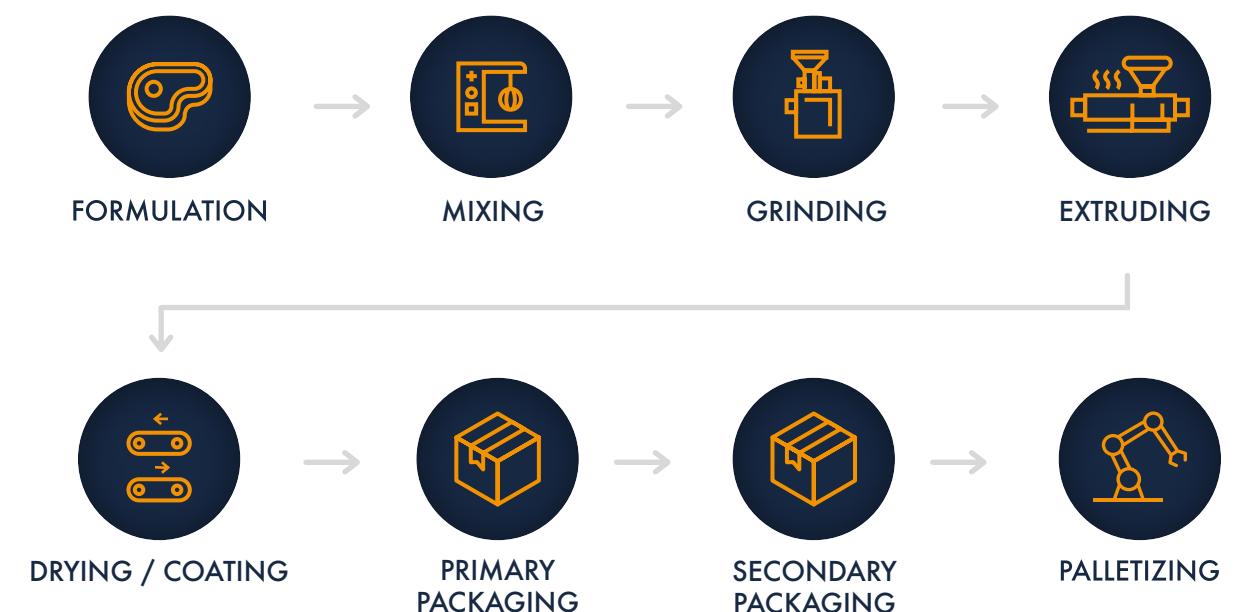 FORMULATION
MIXING
GRINDING
EXTRUDING
DRYING / COATING
PRIMARY
PACKAGING
SECONDARY
PACKAGING
PALLETIZING